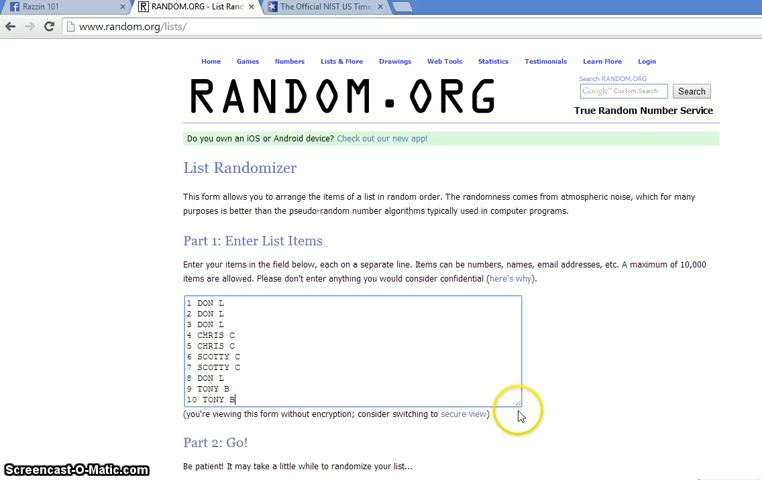 Razzin 101
RANDOM.ORG - List Rand
The Official NIST US Time
www.random.org/lists/
Home Games Numbers Lists & More Drawings Web Tools Statistics Testimonials Learn More Login
RANDOM.ORG
Search RANDOM.ORG
Google™ Custom Search Search
True Random Number Service
Do you own an iOS or Android device? Check out our new app!
List Randomizer
This form allows you to arrange the items of a list in random order. The randomness comes from atmospheric noise, which for many
purposes is better than the pseudo-random number algorithms typically used in computer programs.
Part 1: Enter List Items
Enter your items in the field below, each on a separate line. Items can be numbers, names, email addresses, etc. A maximum of 10,000
items are allowed. Please don't enter anything you would consider confidential (here's why).
1 DON L
2 DON L
3 DON L
4 CHRIS C
5 CHRIS C
6 SCOTTY C
7 SCOTTY C
8 DON L
9 TONY B
10 TONY B
(you're viewing this form without encryption; consider switching to secure view)
Part 2: Go!
Be patient! It may take a little while to randomize your list...
Screencast-O-Matic.com